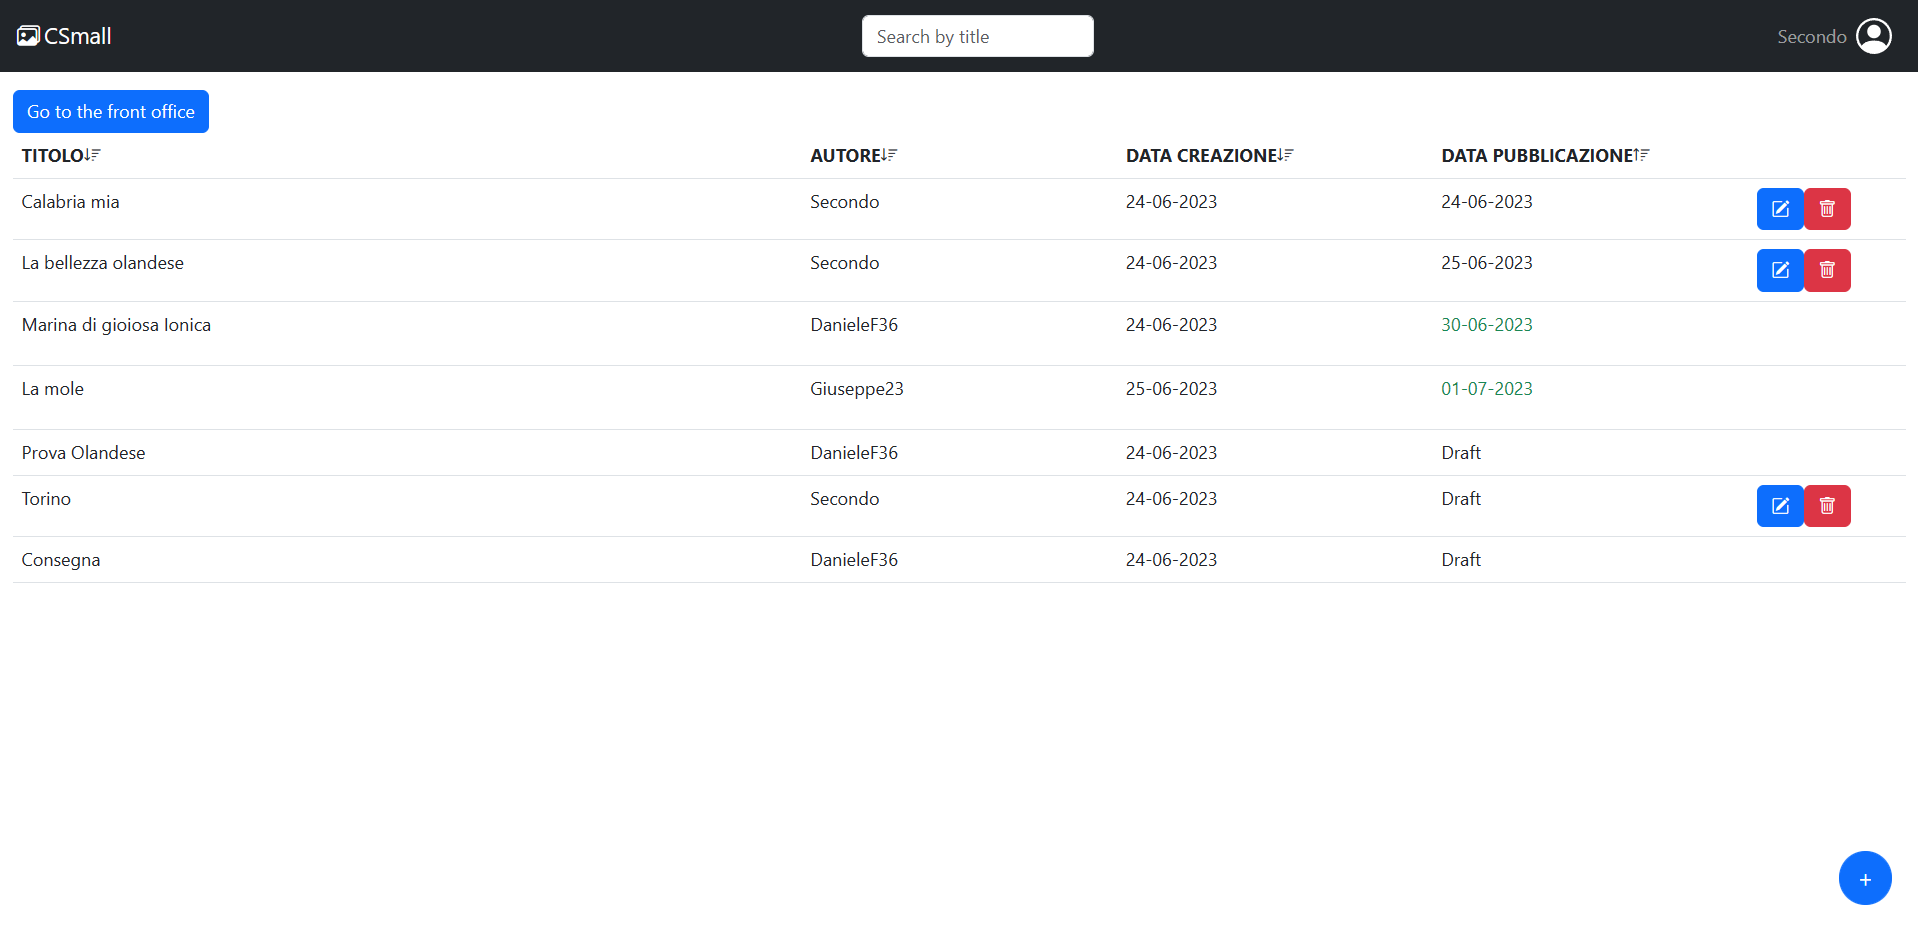 CSmall
Search by title
Secondo
Go to the front office
TITOLO AUTORE DATA CREAZIONE DATA PUBBLICAZIONE
Calabria mia Secondo 24-06-2023 24-06-2023
La bellezza olandese Secondo 24-06-2023 25-06-2023
Marina di gioiosa Ionica DanieleF36 24-06-2023 30-06-2023
La mole Giuseppe23 25-06-2023 01-07-2023
Prova Olandese DanieleF36 24-06-2023 Draft
Torino Secondo 24-06-2023 Draft
Consegna DanieleF36 24-06-2023 Draft
+